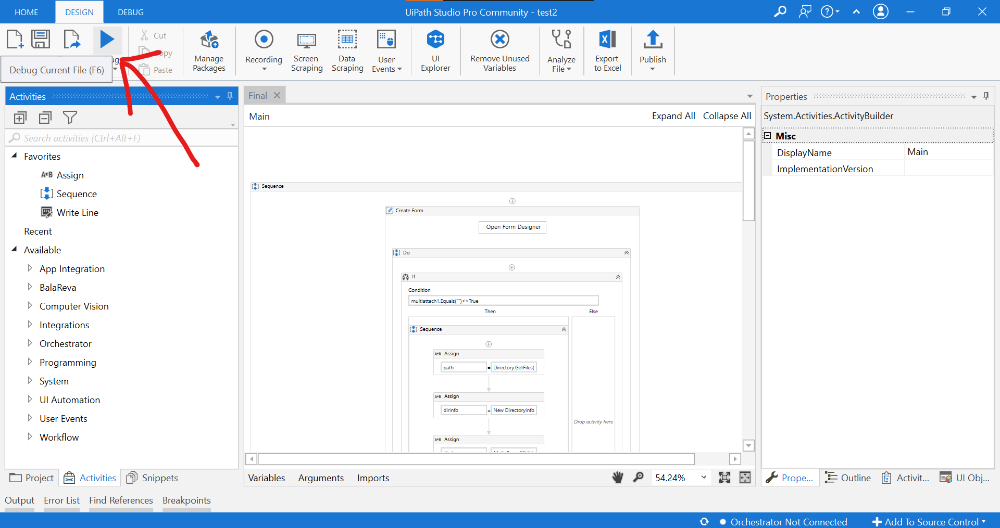 HOME DESIGN DEBUG UiPath Studio Pro Community - test2
Cut
Copy
Paste
Debug Current File (F6)
Manage
Packages
Recording
Screen
Scraping
Data
Scraping
User
Events
UI
Explorer
Remove Unused
Variables
Analyze
File
Export
to Excel
Publish
Activities
Search activities (Ctrl+Alt+F)
Favorites
Assign
Sequence
Write Line
Recent
Available
App Integration
BalaReva
Computer Vision
Integrations
Orchestrator
Programming
System
UI Automation
User Events
Workflow
Project Activities Snippets
Final
Main Expand All Collapse All
Sequence
Create Form
Open Form Designer
Do
If
Condition
multiattach1.Equals("")<>True
Then Else
Sequence
Assign
path = Directory.GetFiles(
Assign
dirInfo = New DirectoryInfo
Drop activity here
Assign
Variables Arguments Imports 54.24%
Properties
System.Activities.ActivityBuilder
Misc
DisplayName Main
ImplementationVersion
Prope... Outline Activit... UI Obj...
Output Error List Find References Breakpoints
Orchestrator Not Connected Add To Source Control